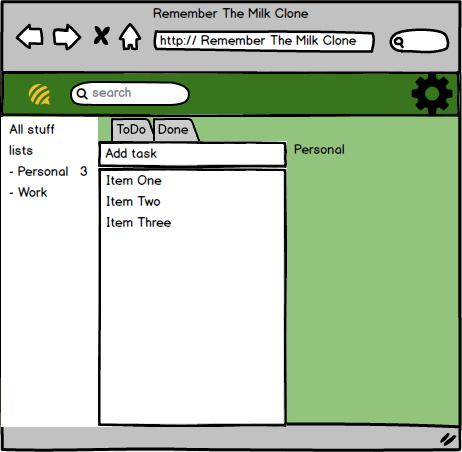 Remember The Milk Clone
http:// Remember The Milk Clone
search
All stuff
lists
- Personal 3
- Work
ToDo Done
Add task
Item One
Item Two
Item Three
Personal